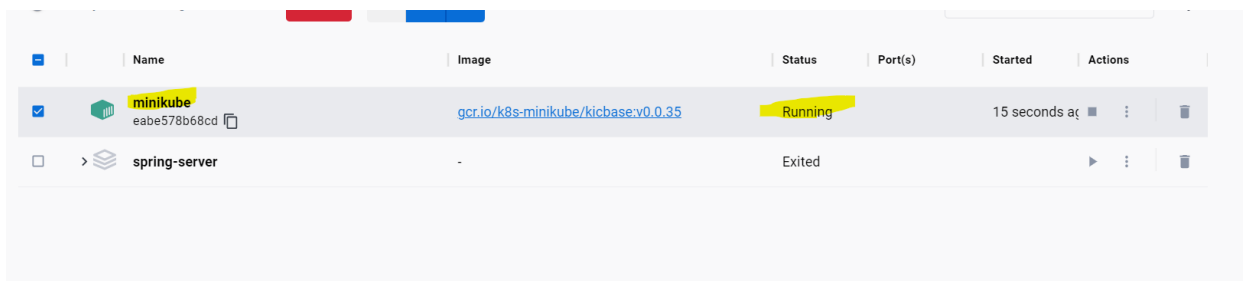 Name Image Status Port(s) Started Actions
minikube gcr.io/k8s-minikube/kicbase:v0.0.35 Running 15 seconds ag
eabe578b68cd
spring-server - Exited